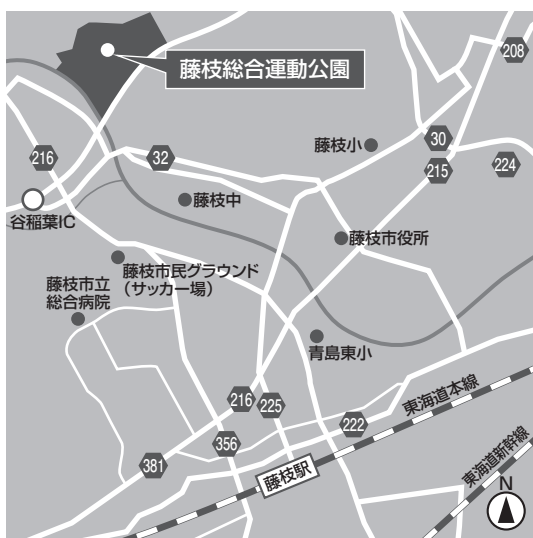 208
藤枝総合運動公園
30
藤枝小
216
32
215
224
藤枝中
谷稲葉IC
藤枝市役所
藤枝市民グラウンド
（サッカー場）
藤枝市立
総合病院
青島東小
216
225
東海道本線
222
356
381
藤枝駅
東海道新幹線
N